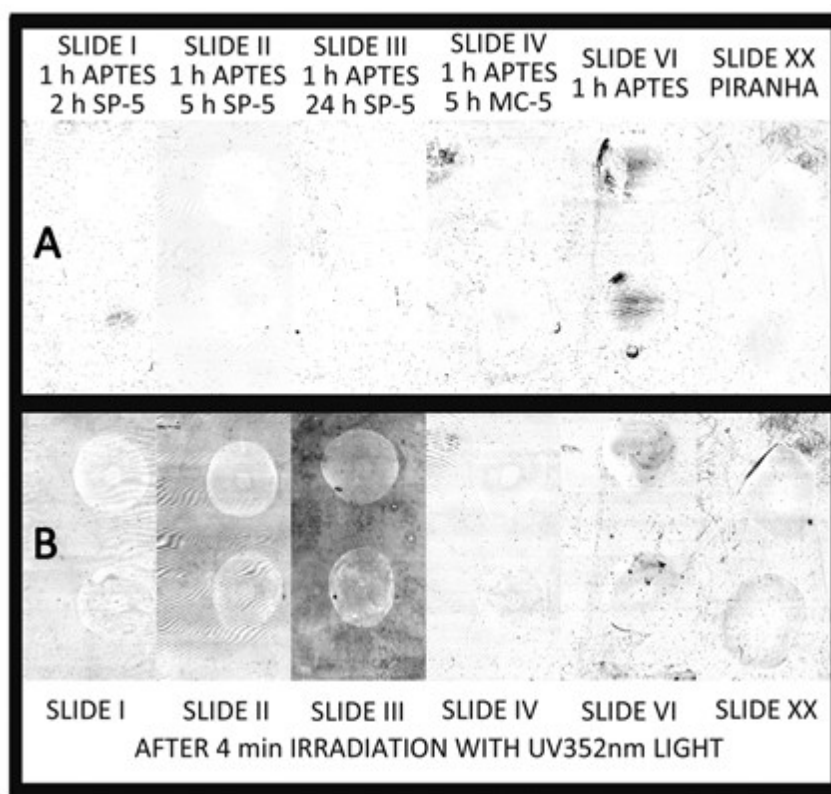 SLIDE I
1 h APTES
2 h SP-5
SLIDE II
1 h APTES
5 h SP-5
SLIDE III
1 h APTES
24 h SP-5
SLIDE IV
1 h APTES
5 h MC-5
SLIDE VI
1 h APTES
SLIDE XX
PIRANHA
A
B
SLIDE I
SLIDE II
SLIDE III
SLIDE IV
SLIDE VI
SLIDE XX
AFTER 4 min IRRADIATION WITH UV352nm LIGHT